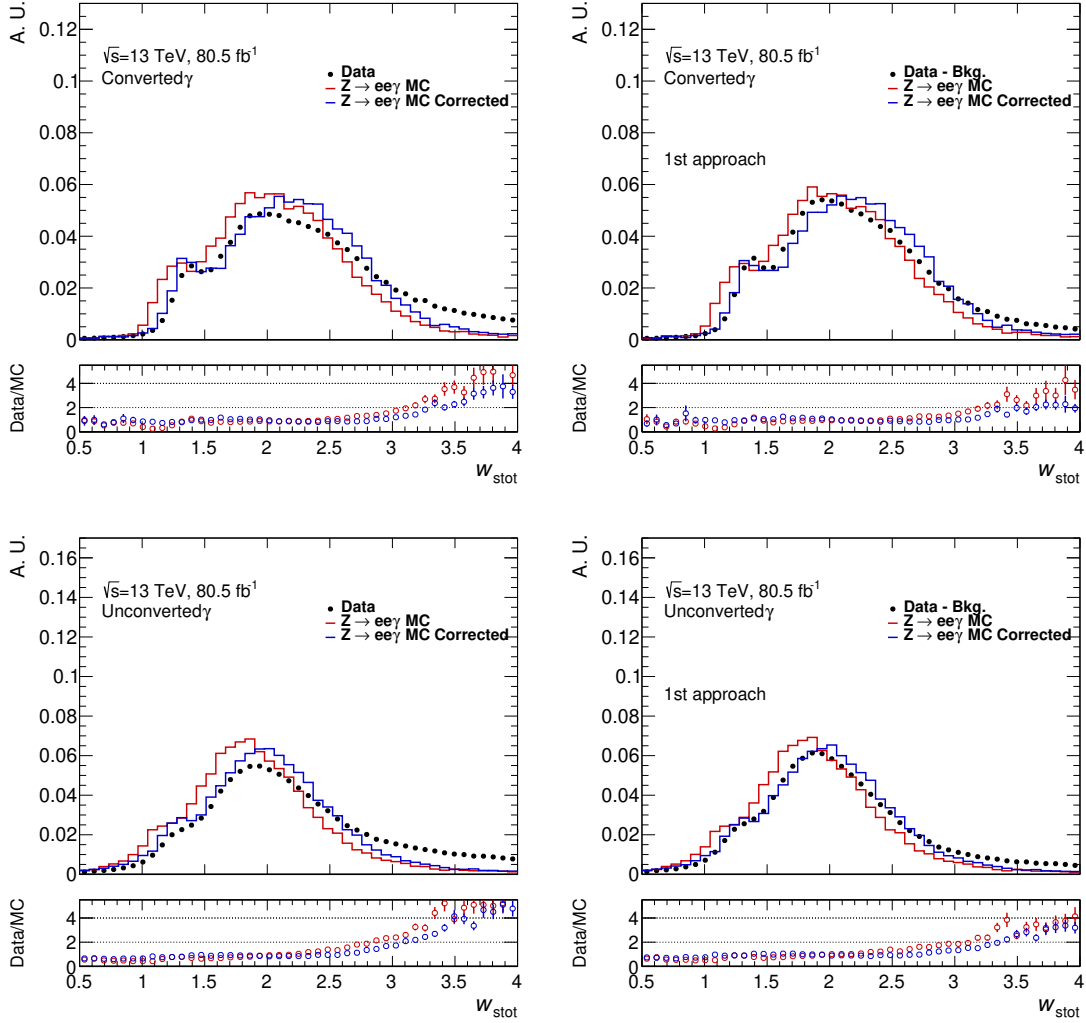 A. U.
0.12
0.1
0.08
0.06
0.04
0.02
0
√s=13 TeV, 80.5 fb-1
Converted γ
Data
Z → eeγ MC
Z → eeγ MC Corrected
Data/MC
4
2
0
0.5 1 1.5 2 2.5 3 3.5 4
wstot
A. U.
0.12
0.1
0.08
0.06
0.04
0.02
0
√s=13 TeV, 80.5 fb-1
Converted γ
Data - Bkg.
Z → eeγ MC
Z → eeγ MC Corrected
1st approach
Data/MC
4
2
0
0.5 1 1.5 2 2.5 3 3.5 4
wstot
A. U.
0.16
0.14
0.12
0.1
0.08
0.06
0.04
0.02
0
√s=13 TeV, 80.5 fb-1
Unconverted γ
Data
Z → eeγ MC
Z → eeγ MC Corrected
Data/MC
4
2
0
0.5 1 1.5 2 2.5 3 3.5 4
wstot
A. U.
0.16
0.14
0.12
0.1
0.08
0.06
0.04
0.02
0
√s=13 TeV, 80.5 fb-1
Unconverted γ
Data - Bkg.
Z → eeγ MC
Z → eeγ MC Corrected
1st approach
Data/MC
4
2
0
0.5 1 1.5 2 2.5 3 3.5 4
wstot